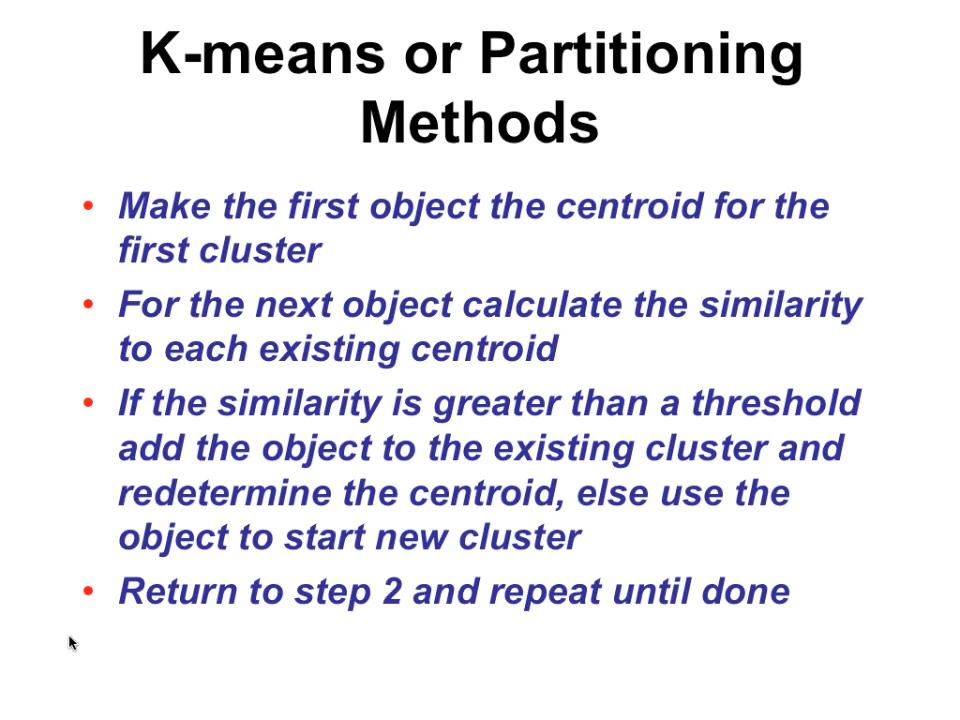 K-means or Partitioning
Methods
• Make the first object the centroid for the
first cluster
• For the next object calculate the similarity
to each existing centroid
• If the similarity is greater than a threshold
add the object to the existing cluster and
redetermine the centroid, else use the
object to start new cluster
• Return to step 2 and repeat until done